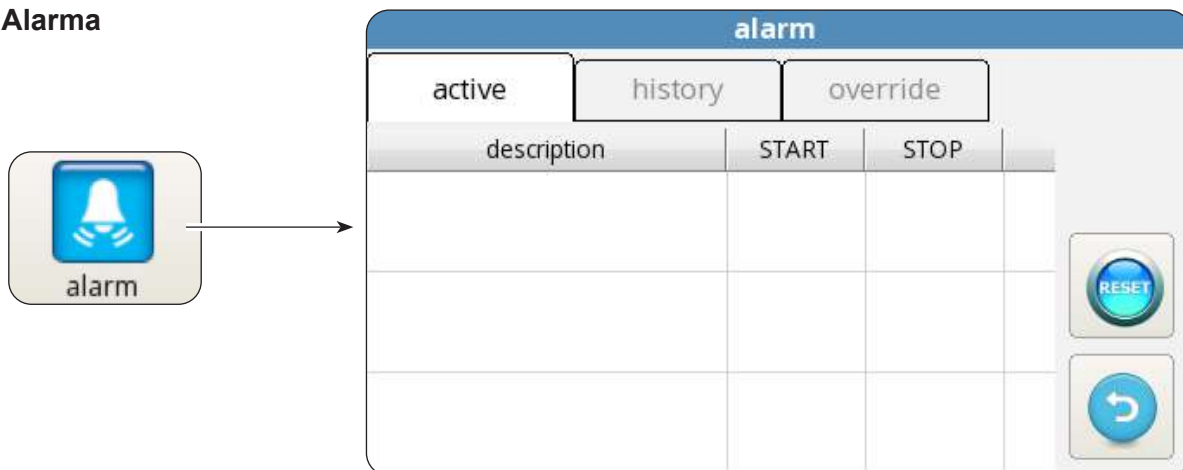 Alarma
alarm
active history override
description START STOP
alarm
RESET